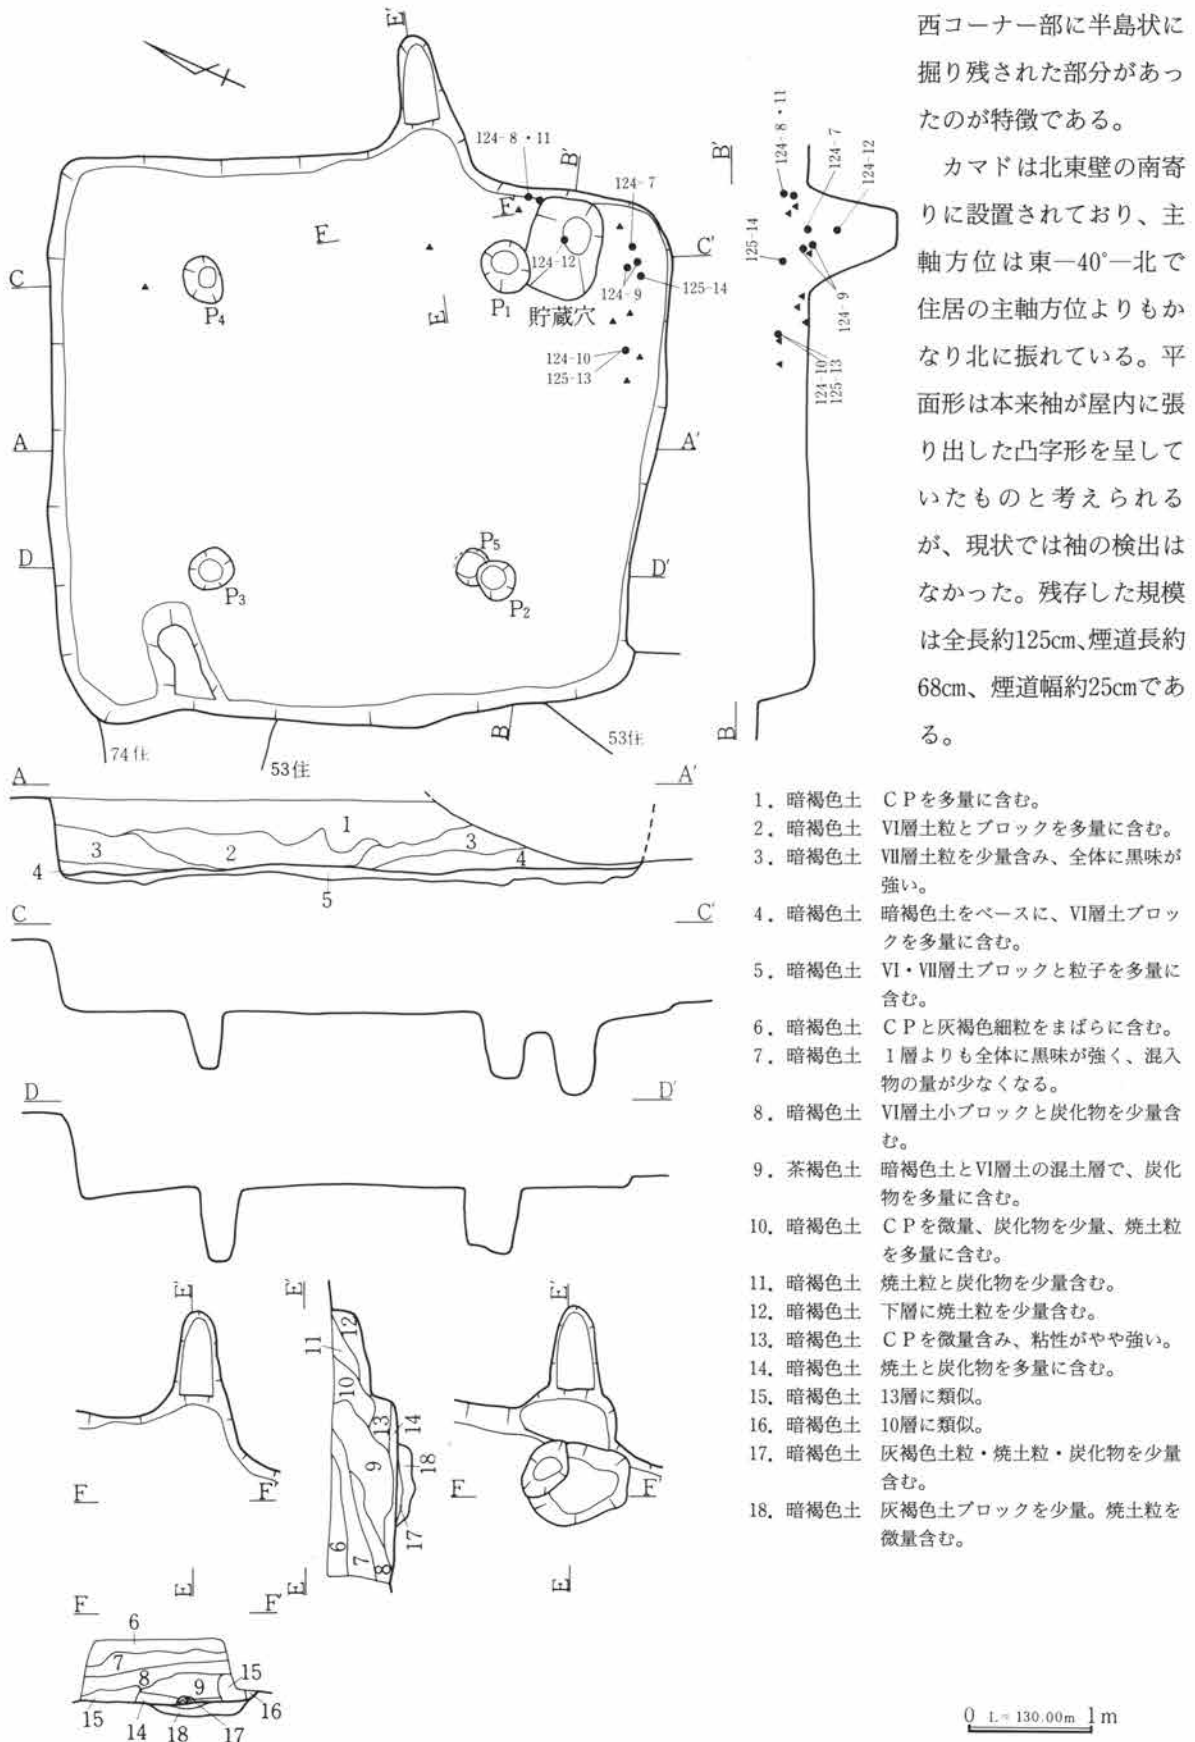 西コーナー部に半島状に
掘り残された部分があっ
たのが特徴である。
　カマドは北東壁の南寄
りに設置されており、主
軸方位は東―40°―北で
住居の主軸方位よりもか
なり北に振れている。平
面形は本来袖が屋内に張
り出した凸字形を呈して
いたものと考えられる
が、現状では袖の検出は
なかった。残存した規模
は全長約125㎝、煙道長約
68㎝、煙道幅約25㎝であ
る。
E'
124-8・11
B'
124-7
F'
C'
C
F
P4
E
124-12
P1
貯蔵穴
124-9
125-14
124-10
125-13
A
A'
D
P5
D'
P3
P2
B
74住
53住
53住
B'
124-8・11
124-7
124-12
125-14
124-9
124-10
125-13
B
A
A'
1
2
3
3
4
4
5
C
C'
D
D'
E'
F
F'
E
E'
12
11
10
13
14
9
18
6
7
8
17
E
E'
F
F'
E
F
F'
6
7
8
9
15
15
14
18
17
16
1. 暗褐色土　ＣＰを多量に含む。
2. 暗褐色土　Ⅵ層土粒とブロックを多量に含む。
3. 暗褐色土　Ⅶ層土粒を少量含み、全体に黒味が
強い。
4. 暗褐色土　暗褐色土をベースに、Ⅵ層土ブロッ
クを多量に含む。
5. 暗褐色土　Ⅵ・Ⅶ層土ブロックと粒子を多量に
含む。
6. 暗褐色土　ＣＰと灰褐色細粒をまばらに含む。
7. 暗褐色土　1層よりも全体に黒味が強く、混入
物の量が少なくなる。
8. 暗褐色土　Ⅵ層土小ブロックと炭化物を少量含
む。
9. 茶褐色土　暗褐色土とⅥ層土の混土層で、炭化
物を多量に含む。
10. 暗褐色土　ＣＰを微量、炭化物を少量、焼土粒
を多量に含む。
11. 暗褐色土　焼土粒と炭化物を少量含む。
12. 暗褐色土　下層に焼土粒を少量含む。
13. 暗褐色土　ＣＰを微量含み、粘性がやや強い。
14. 暗褐色土　焼土と炭化物を多量に含む。
15. 暗褐色土　13層に類似。
16. 暗褐色土　10層に類似。
17. 暗褐色土　灰褐色土粒・焼土粒・炭化物を少量
含む。
18. 暗褐色土　灰褐色土ブロックを少量。焼土粒を
微量含む。
0　L＝130.00m　1m